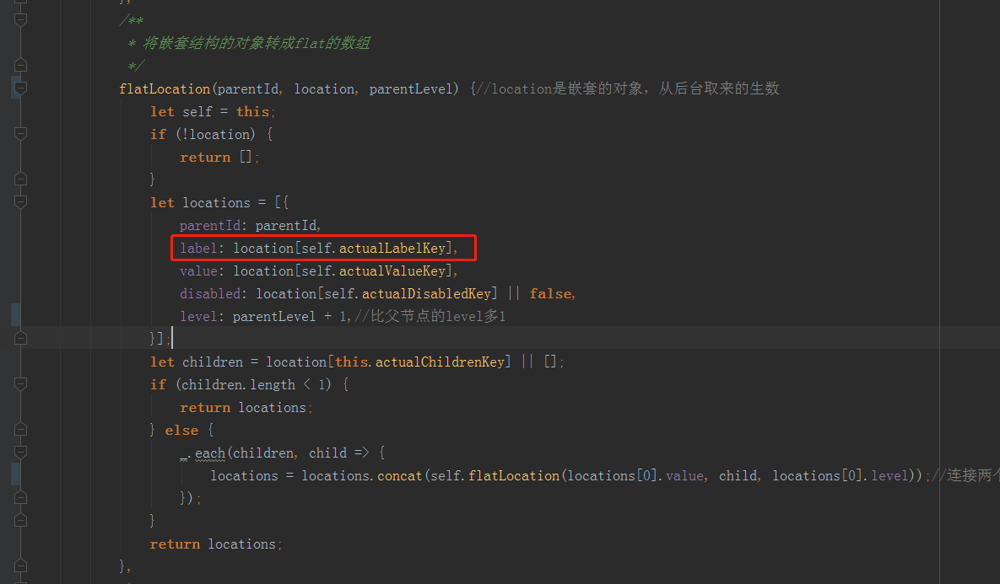 /**
 * 将嵌套结构的对象转成flat的数组
 */
flatLocation(parentId, location, parentLevel) {//location是嵌套的对象，从后台取来的生数
    let self = this;
    if (!location) {
        return [];
    }
    let locations = [{
        parentId: parentId,
        label: location[self.actualLabelKey],
        value: location[self.actualValueKey],
        disabled: location[self.actualDisabledKey] || false,
        level: parentLevel + 1,//比父节点的level多1
    }];
    let children = location[this.actualChildrenKey] || [];
    if (children.length < 1) {
        return locations;
    } else {
        _.each(children, child => {
            locations = locations.concat(self.flatLocation(locations[0].value, child, locations[0].level));//连接两
        });
    }
    return locations;
},